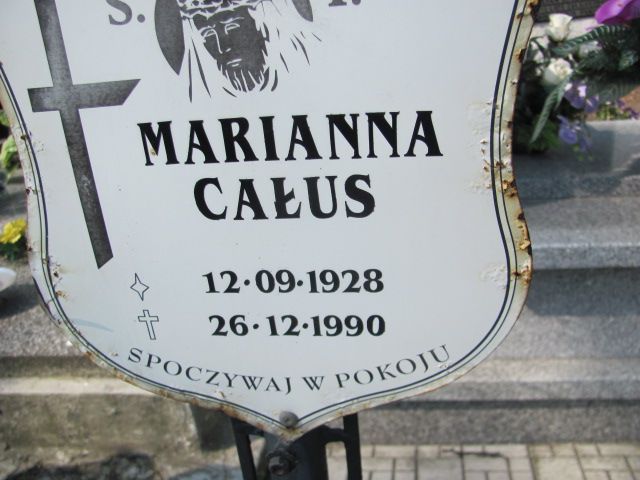 S. P.
MARIANNA
CAŁUS
12·09·1928
26·12·1990
SPOCZYWAJ W POKOJU